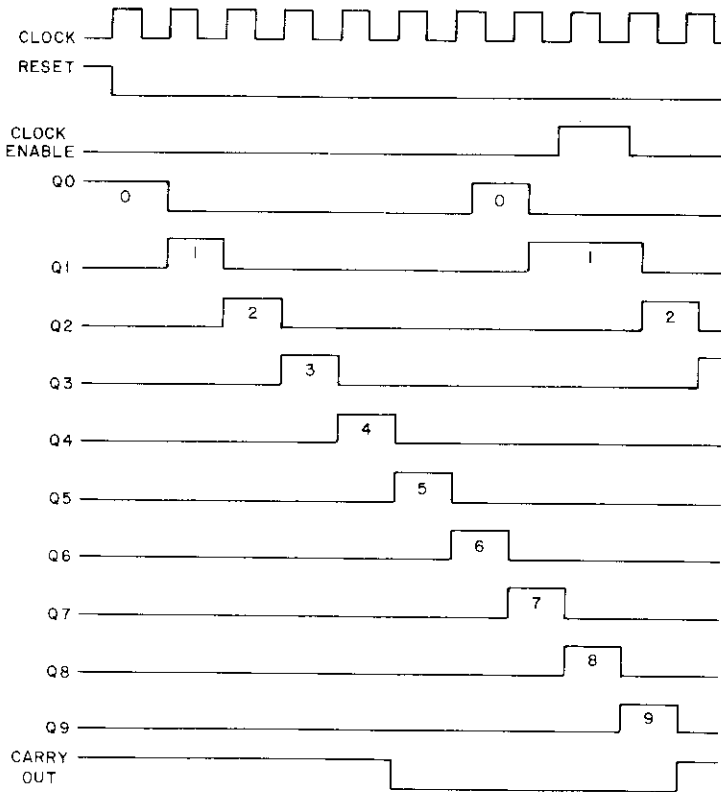 CLOCK
RESET
CLOCK
ENABLE
Q0
0
0
Q1
1
1
Q2
2
2
Q3
3
Q4
4
Q5
5
Q6
6
Q7
7
Q8
8
Q9
9
CARRY
OUT